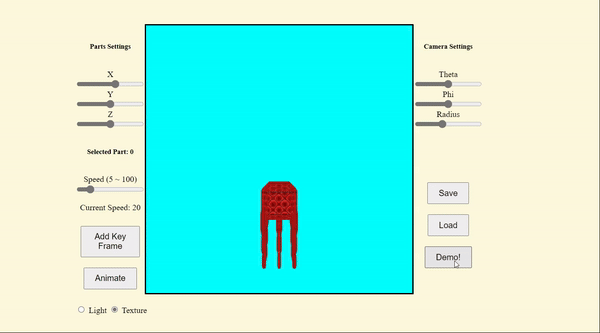 Parts Settings
X
Y
Z
Selected Part: 0
Speed (5 ~ 100)
Current Speed: 20
Add Key
Frame
Animate
Light
Texture
Camera Settings
Theta
Phi
Radius
Save
Load
Demo!